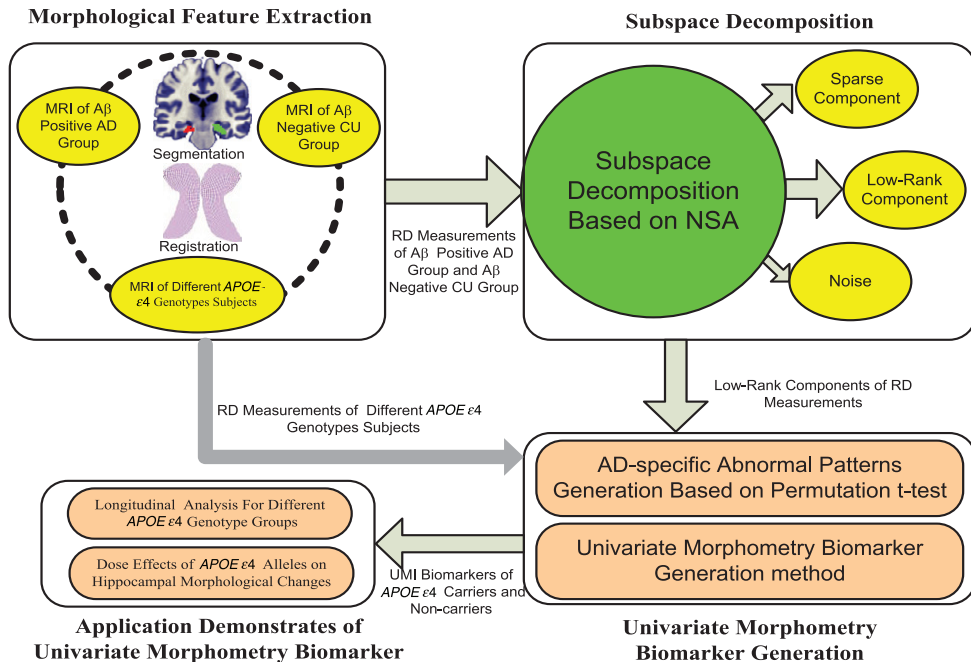 Morphological Feature Extraction
MRI of Aβ
Positive AD
Group
MRI of Aβ
Negative CU
Group
Segmentation
Registration
MRI of Different APOE-
ε4 Genotypes Subjects
RD Measurements
of Aβ Positive AD
Group and Aβ
Negative CU Group
Subspace Decomposition
Subspace
Decomposition
Based on NSA
Sparse
Component
Low-Rank
Component
Noise
Low-Rank Components of RD
Measurements
RD Measurements of Different APOE ε4
Genotypes Subjects
AD-specific Abnormal Patterns
Generation Based on Permutation t-test
Univariate Morphometry Biomarker
Generation method
Univariate Morphometry
Biomarker Generation
UMI Biomarkers of
APOE ε4 Carriers and
Non-carriers
Longitudinal Analysis For Different
APOE ε4 Genotype Groups
Dose Effects of APOE ε4 Alleles on
Hippocampal Morphological Changes
Application Demonstrates of
Univariate Morphometry Biomarker